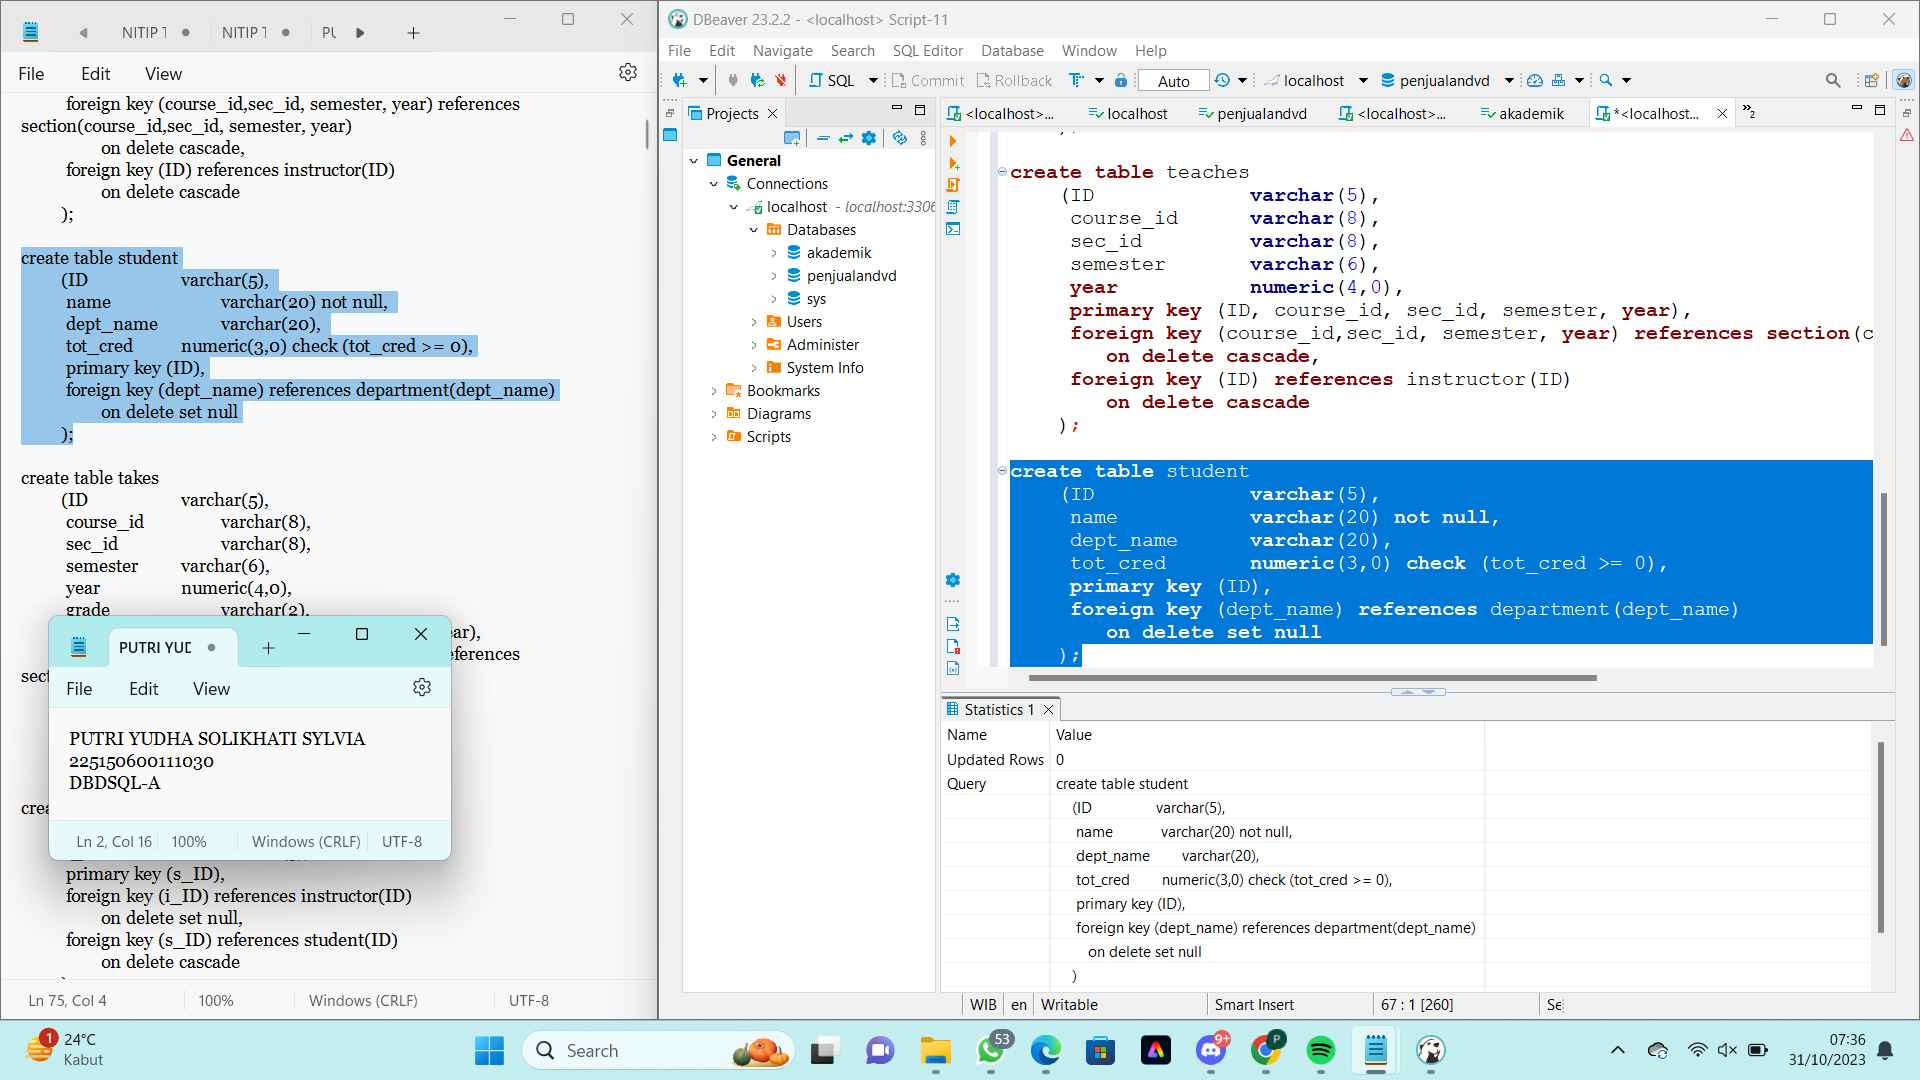 NITIP T
NITIP T
PU
File
Edit
View
foreign key (course_id,sec_id, semester, year) references
section(course_id,sec_id, semester, year)
on delete cascade,
foreign key (ID) references instructor(ID)
on delete cascade
);
create table student
(ID varchar(5),
name varchar(20) not null,
dept_name varchar(20),
tot_cred numeric(3,0) check (tot_cred >= 0),
primary key (ID),
foreign key (dept_name) references department(dept_name)
on delete set null
);
create table takes
(ID varchar(5),
course_id varchar(8),
sec_id varchar(8),
semester varchar(6),
year numeric(4,0),
grade varchar(2),
primary key (s_ID),
foreign key (i_ID) references instructor(ID)
on delete set null,
foreign key (s_ID) references student(ID)
on delete cascade
Ln 75, Col 4
100%
Windows (CRLF)
UTF-8
PUTRI YUD
File
Edit
View
PUTRI YUDHA SOLIKHATI SYLVIA
225150600111030
DBDSQL-A
Ln 2, Col 16
100%
Windows (CRLF)
UTF-8
DBeaver 23.2.2 - <localhost> Script-11
File Edit Navigate Search SQL Editor Database Window Help
SQL Commit Rollback Auto localhost penjualandvd
Projects
General
Connections
localhost - localhost:3306
Databases
akademik
penjualandvd
sys
Users
Administer
System Info
Bookmarks
Diagrams
Scripts
<localhost>... localhost penjualandvd <localhost>... akademik *<localhost... »2
create table teaches
(ID varchar(5),
course_id varchar(8),
sec_id varchar(8),
semester varchar(6),
year numeric(4,0),
primary key (ID, course_id, sec_id, semester, year),
foreign key (course_id,sec_id, semester, year) references section(c
on delete cascade,
foreign key (ID) references instructor(ID)
on delete cascade
);
create table student
(ID varchar(5),
name varchar(20) not null,
dept_name varchar(20),
tot_cred numeric(3,0) check (tot_cred >= 0),
primary key (ID),
foreign key (dept_name) references department(dept_name)
on delete set null
);
Statistics 1
Name Value
Updated Rows 0
Query create table student
(ID varchar(5),
name varchar(20) not null,
dept_name varchar(20),
tot_cred numeric(3,0) check (tot_cred >= 0),
primary key (ID),
foreign key (dept_name) references department(dept_name)
on delete set null
)
WIB en Writable Smart Insert 67 : 1 [260]
1
24°C
Kabut
Search
53
9+
P
07:36
31/10/2023